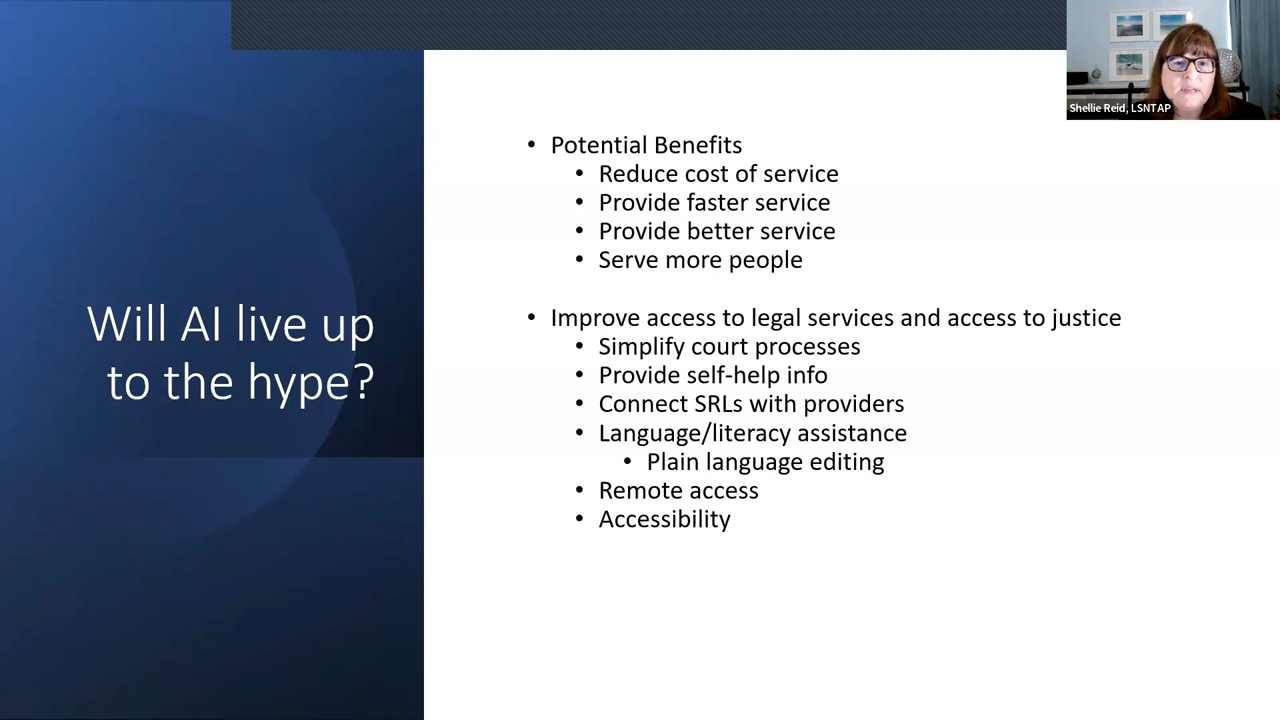 Will AI live up
to the hype?
• Potential Benefits
• Reduce cost of service
• Provide faster service
• Provide better service
• Serve more people
• Improve access to legal services and access to justice
• Simplify court processes
• Provide self-help info
• Connect SRLs with providers
• Language/literacy assistance
• Plain language editing
• Remote access
• Accessibility
Shellie Reid, LSNTAP